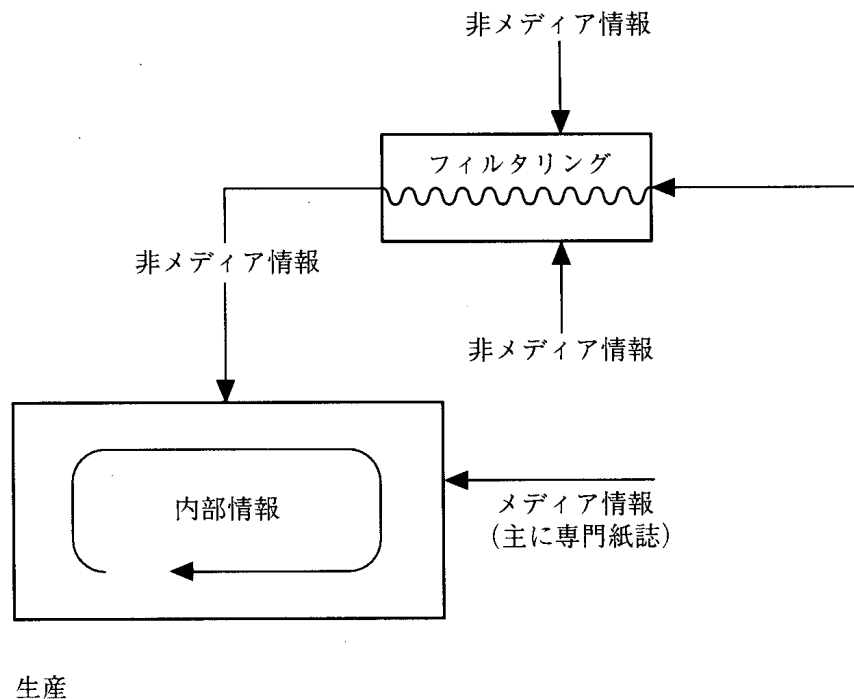 非メディア情報
フィルタリング
非メディア情報
非メディア情報
内部情報
メディア情報
(主に専門紙誌)
生産